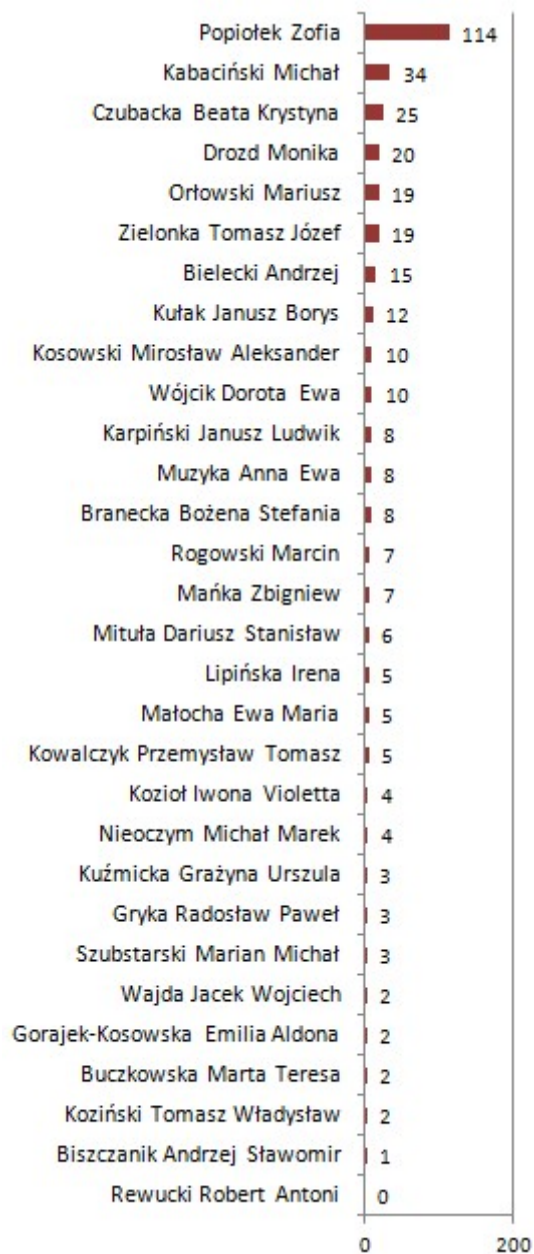 Popiołek Zofia 114
Kabaciński Michał 34
Czubacka Beata Krystyna 25
Drozd Monika 20
Orłowski Mariusz 19
Zielonka Tomasz Józef 19
Bielecki Andrzej 15
Kułak Janusz Borys 12
Kosowski Mirosław Aleksander 10
Wójcik Dorota Ewa 10
Karpiński Janusz Ludwik 8
Muzyka Anna Ewa 8
Branecka Bożena Stefania 8
Rogowski Marcin 7
Mańka Zbigniew 7
Mituła Dariusz Stanisław 6
Lipińska Irena 5
Małocha Ewa Maria 5
Kowalczyk Przemysław Tomasz 5
Kozioł Iwona Violetta 4
Nieoczym Michał Marek 4
Kuźmicka Grażyna Urszula 3
Gryka Radosław Paweł 3
Szubstarski Marian Michał 3
Wajda Jacek Wojciech 2
Gorajek-Kosowska Emilia Aldona 2
Buczkowska Marta Teresa 2
Koziński Tomasz Władysław 2
Biszczanik Andrzej Sławomir 1
Rewucki Robert Antoni 0
0 200